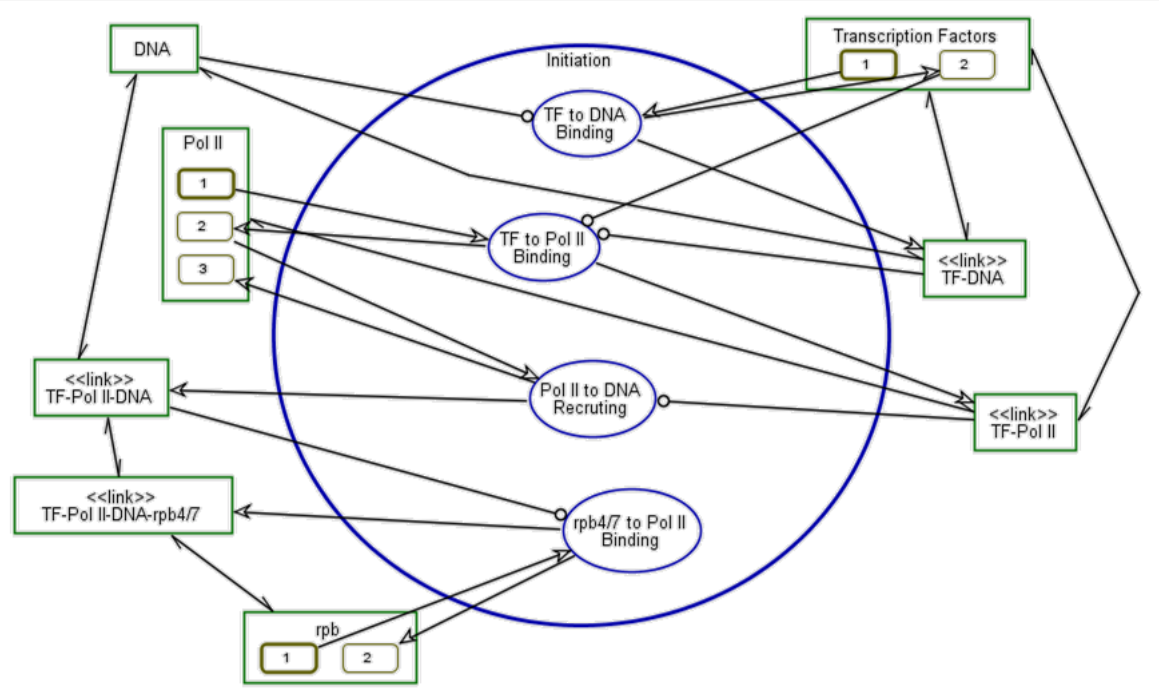 DNA
Initiation
Transcription Factors
1
2
TF to DNA
Binding
Pol II
1
2
3
TF to Pol II
Binding
<<link>>
TF-DNA
<<link>>
TF-Pol II-DNA
Pol II to DNA
Recruting
<<link>>
TF-Pol II
<<link>>
TF-Pol II-DNA-rpb4/7
rpb4/7 to Pol II
Binding
rpb
1
2